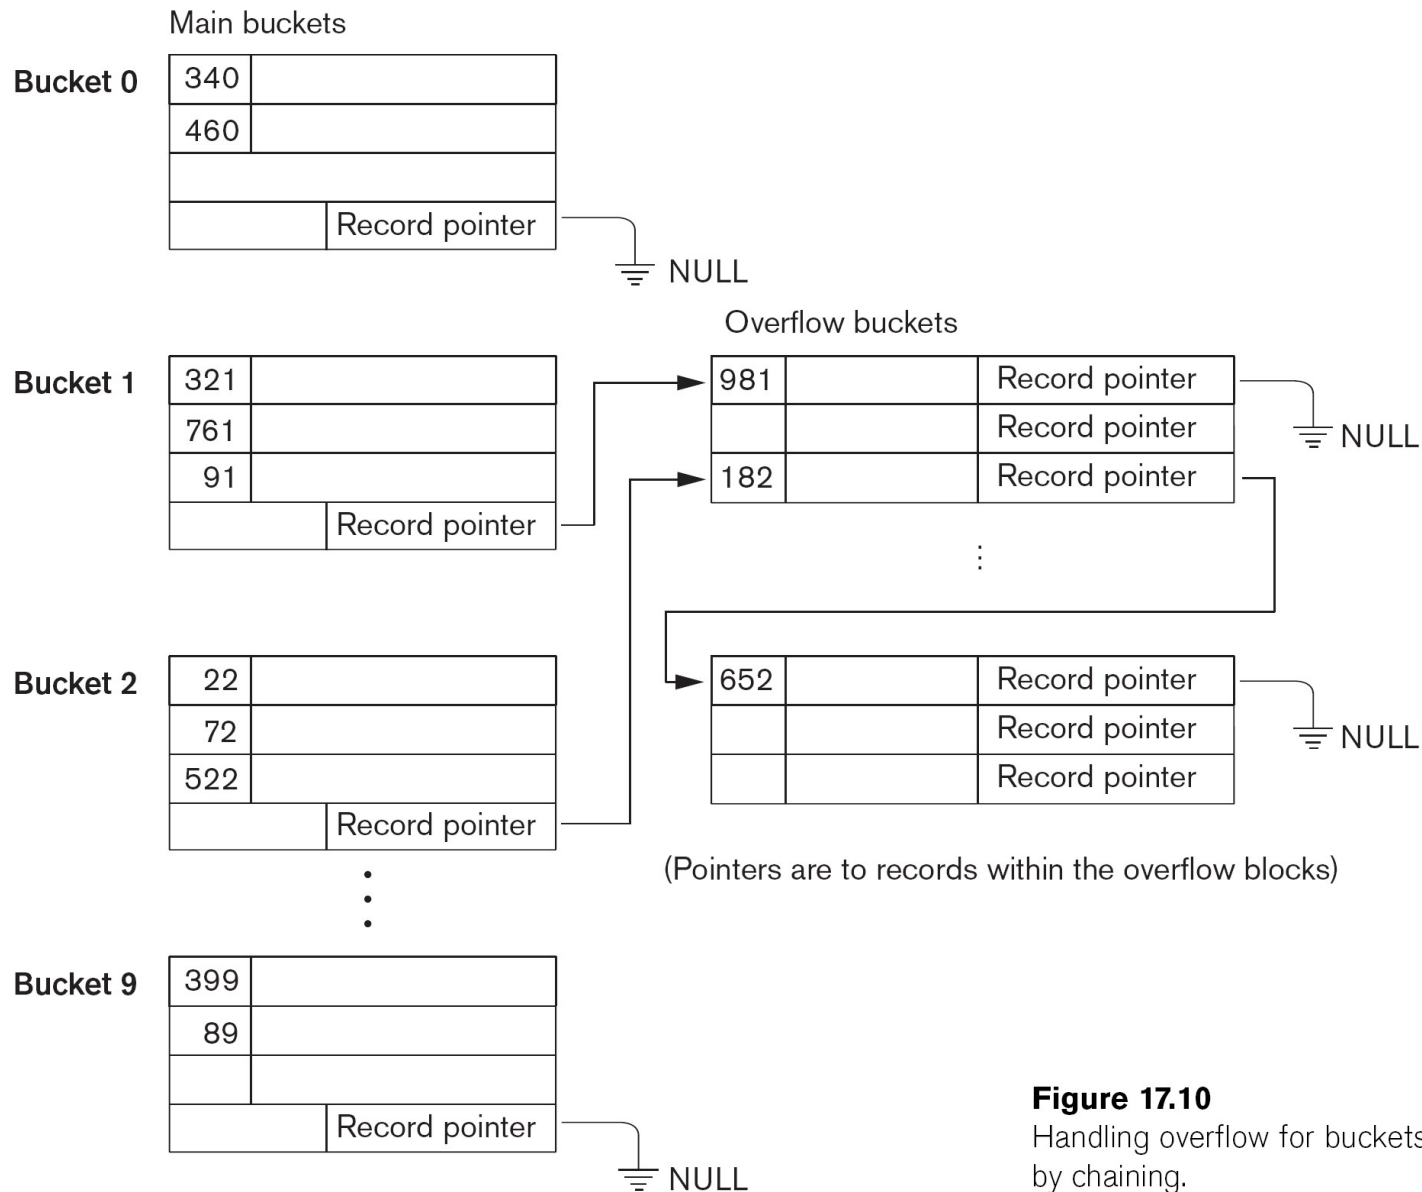 Main buckets
Bucket 0
340
460
Record pointer
NULL
Overflow buckets
Bucket 1
321
761
91
Record pointer
981 Record pointer
Record pointer
182 Record pointer
NULL
Bucket 2
22
72
522
Record pointer
652 Record pointer
Record pointer
Record pointer
NULL
(Pointers are to records within the overflow blocks)
Bucket 9
399
89
Record pointer
NULL
Figure 17.10
Handling overflow for buckets
by chaining.